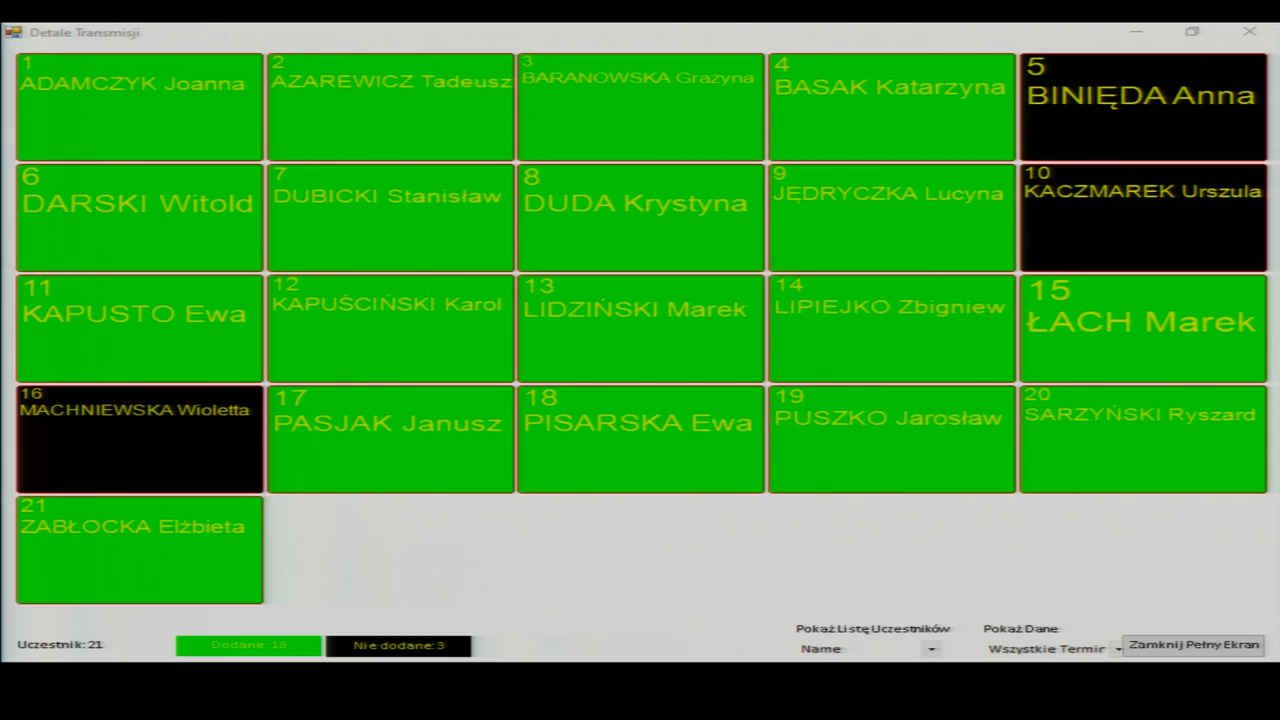 Detale Transmisji
1
ADAMCZYK Joanna
2
AZAREWICZ Tadeusz
3
BARANOWSKA Grażyna
4
BASAK Katarzyna
5
BINIĘDA Anna
6
DARSKI Witold
7
DUBICKI Stanisław
8
DUDA Krystyna
9
JĘDRYCZKA Lucyna
10
KACZMAREK Urszula
11
KAPUSTO Ewa
12
KAPUŚCIŃSKI Karol
13
LIDZIŃSKI Marek
14
LIPIEJKO Zbigniew
15
ŁACH Marek
16
MACHNIEWSKA Wioletta
17
PASJAK Janusz
18
PISARSKA Ewa
19
PUSZKO Jarosław
20
SARZYŃSKI Ryszard
21
ZABŁOCKA Elżbieta
Uczestnik: 21
Dodane: 18
Nie dodane: 3
Pokaż Listę Uczestników
Name
Pokaż Dane
Wszystkie Termir
Zamknij Pełny Ekran